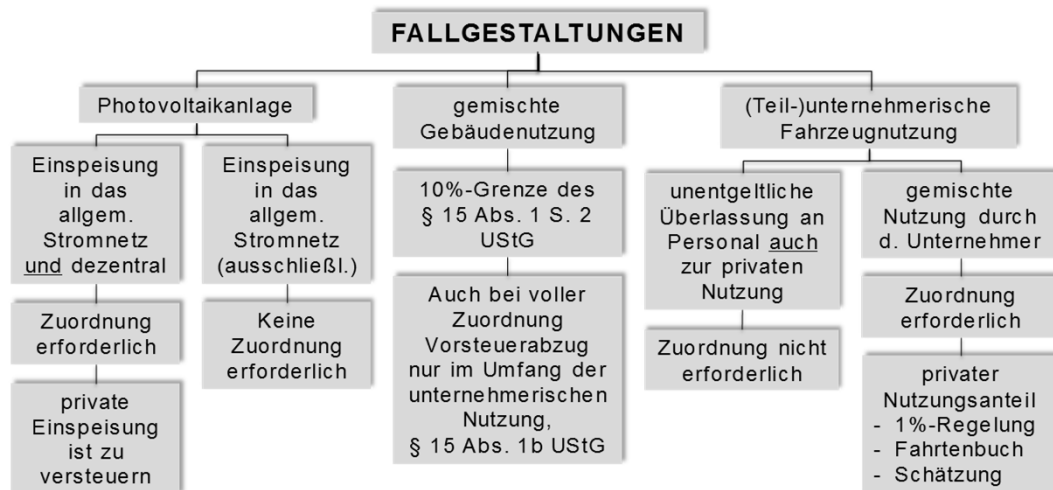 FALLGESTALTUNGEN
Photovoltaikanlage
Einspeisung
in das
allgem.
Stromnetz
und dezentral
Zuordnung
erforderlich
private
Einspeisung
ist zu
versteuern
Einspeisung
in das
allgem.
Stromnetz
(ausschließl.)
Keine
Zuordnung
erforderlich
gemischte
Gebäudenutzung
10%-Grenze des
§ 15 Abs. 1 S. 2
UStG
Auch bei voller
Zuordnung
Vorsteuerabzug
nur im Umfang der
unternehmerischen
Nutzung,
§ 15 Abs. 1b UStG
(Teil-)unternehmerische
Fahrzeugnutzung
unentgeltliche
Überlassung an
Personal auch
zur privaten
Nutzung
Zuordnung nicht
erforderlich
gemischte
Nutzung durch
d. Unternehmer
Zuordnung
erforderlich
privater
Nutzungsanteil
- 1%-Regelung
- Fahrtenbuch
- Schätzung